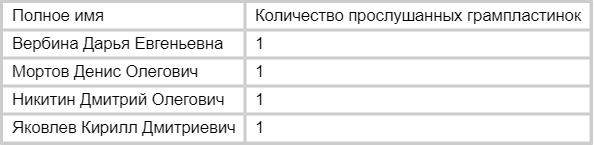 Полное имя Количество прослушанных грампластинок
Вербина Дарья Евгеньевна 1
Мортов Денис Олегович 1
Никитин Дмитрий Олегович 1
Яковлев Кирилл Дмитриевич 1